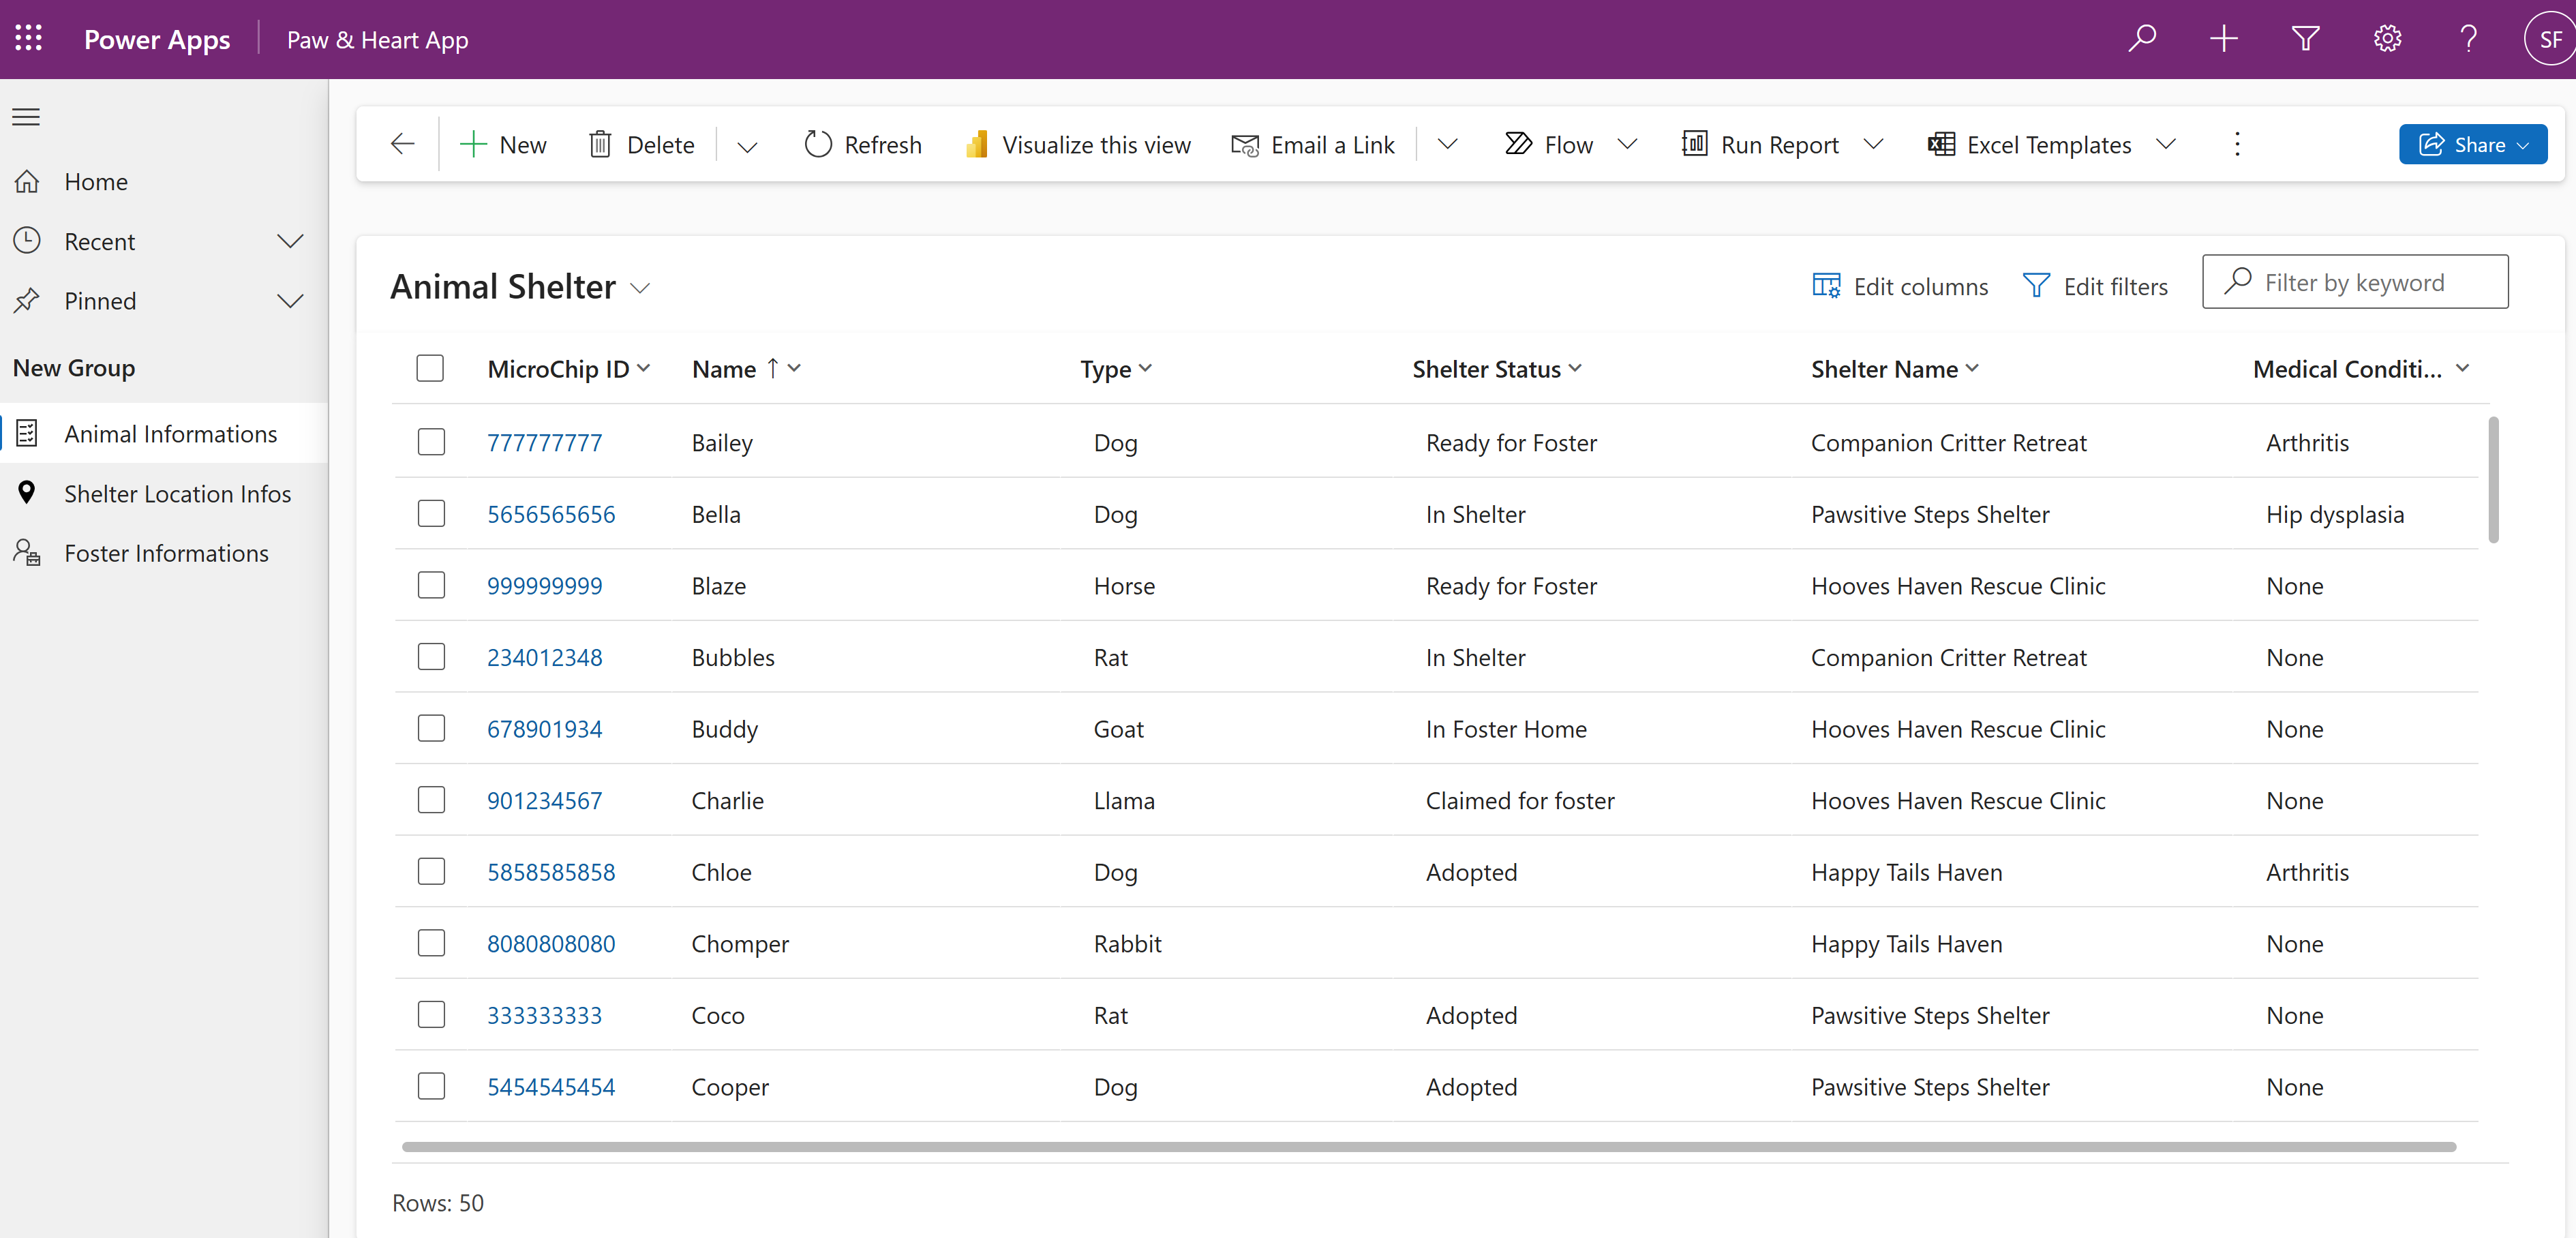 Power Apps Paw & Heart App SF
New Delete Refresh Visualize this view Email a Link Flow Run Report Excel Templates Share
Home
Recent
Pinned
New Group
Animal Informations
Shelter Location Infos
Foster Informations
Animal Shelter Edit columns Edit filters Filter by keyword
MicroChip ID Name ↑ Type Shelter Status Shelter Name Medical Conditi...
777777777 Bailey Dog Ready for Foster Companion Critter Retreat Arthritis
5656565656 Bella Dog In Shelter Pawsitive Steps Shelter Hip dysplasia
999999999 Blaze Horse Ready for Foster Hooves Haven Rescue Clinic None
234012348 Bubbles Rat In Shelter Companion Critter Retreat None
678901934 Buddy Goat In Foster Home Hooves Haven Rescue Clinic None
901234567 Charlie Llama Claimed for foster Hooves Haven Rescue Clinic None
5858585858 Chloe Dog Adopted Happy Tails Haven Arthritis
8080808080 Chomper Rabbit Happy Tails Haven None
333333333 Coco Rat Adopted Pawsitive Steps Shelter None
5454545454 Cooper Dog Adopted Pawsitive Steps Shelter None
Rows: 50